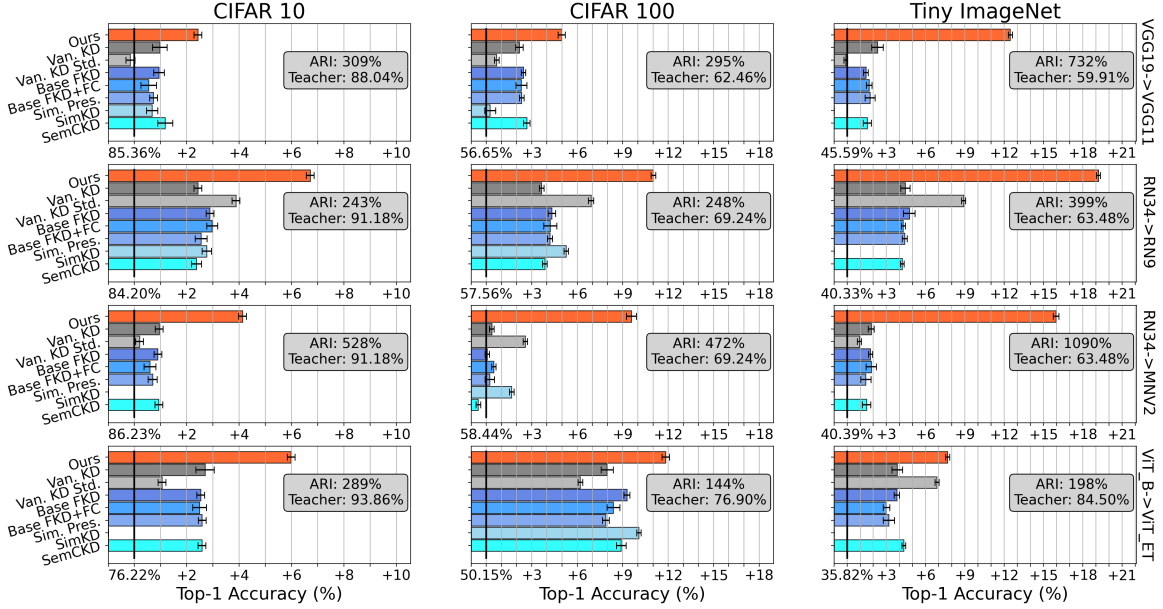 CIFAR 10 CIFAR 100 Tiny ImageNet
Ours
Van. KD
Van. KD Std.
Base FKD
Base FKD+FC
Sim. Pres.
SimKD
SemCKD
ARI: 309%
Teacher: 88.04%
85.36% +2 +4 +6 +8 +10
ARI: 295%
Teacher: 62.46%
56.65% +3 +6 +9 +12 +15 +18
ARI: 732%
Teacher: 59.91%
45.59% +3 +6 +9 +12 +15 +18 +21
VGG19->VGG11
Ours
Van. KD
Van. KD Std.
Base FKD
Base FKD+FC
Sim. Pres.
SimKD
SemCKD
ARI: 243%
Teacher: 91.18%
84.20% +2 +4 +6 +8 +10
ARI: 248%
Teacher: 69.24%
57.56% +3 +6 +9 +12 +15 +18
ARI: 399%
Teacher: 63.48%
40.33% +3 +6 +9 +12 +15 +18 +21
RN34->RN9
Ours
Van. KD
Van. KD Std.
Base FKD
Base FKD+FC
Sim. Pres.
SimKD
SemCKD
ARI: 528%
Teacher: 91.18%
86.23% +2 +4 +6 +8 +10
ARI: 472%
Teacher: 69.24%
58.44% +3 +6 +9 +12 +15 +18
ARI: 1090%
Teacher: 63.48%
40.39% +3 +6 +9 +12 +15 +18 +21
RN34->MNV2
Ours
Van. KD
Van. KD Std.
Base FKD
Base FKD+FC
Sim. Pres.
SimKD
SemCKD
ARI: 289%
Teacher: 93.86%
76.22% +2 +4 +6 +8 +10
Top-1 Accuracy (%)
ARI: 144%
Teacher: 76.90%
50.15% +3 +6 +9 +12 +15 +18
Top-1 Accuracy (%)
ARI: 198%
Teacher: 84.50%
35.82% +3 +6 +9 +12 +15 +18 +21
Top-1 Accuracy (%)
ViT_B->ViT_ET